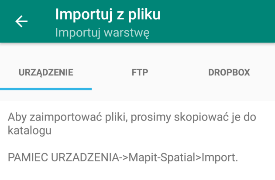 Importuj z pliku
Importuj warstwę
URZĄDZENIE FTP DROPBOX
Aby zaimportować pliki, prosimy skopiować je do
katalogu
PAMIEC URZADZENIA->Mapit-Spatial>Import.